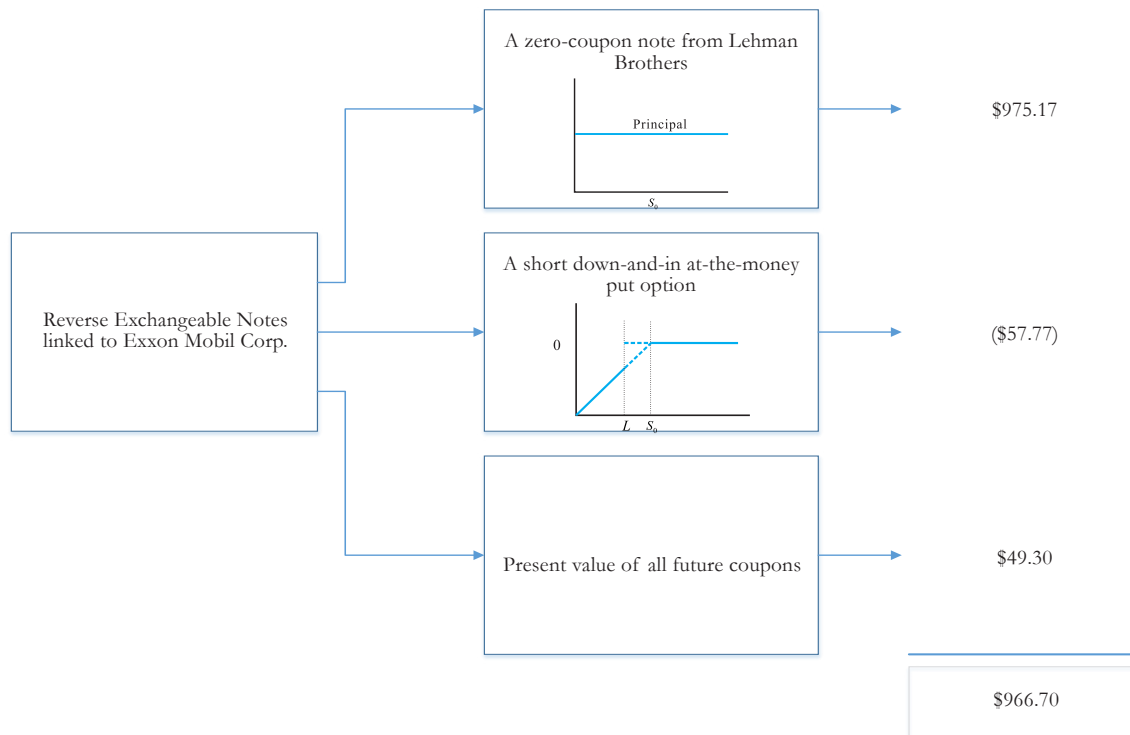 A zero-coupon note from Lehman
Brothers
Principal
S₀
$975.17
Reverse Exchangeable Notes
linked to Exxon Mobil Corp.
A short down-and-in at-the-money
put option
0
L S₀
($57.77)
Present value of all future coupons
$49.30
$966.70